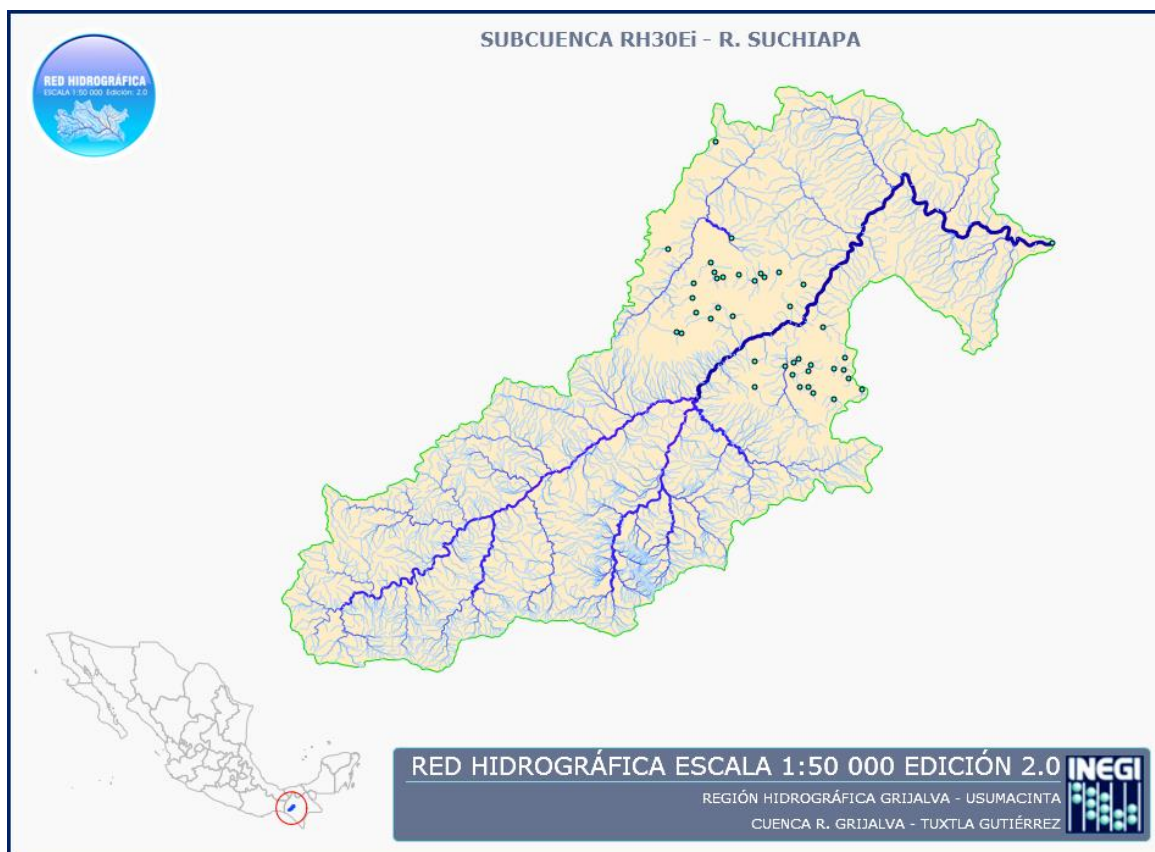 SUBCUENCA RH30Ei - R. SUCHIAPA
RED HIDROGRÁFICA
ESCALA 1:50 000 Edición: 2.0
RED HIDROGRÁFICA ESCALA 1:50 000 EDICIÓN 2.0
REGIÓN HIDROGRÁFICA GRIJALVA - USUMACINTA
CUENCA R. GRIJALVA - TUXTLA GUTIÉRREZ
INEGI